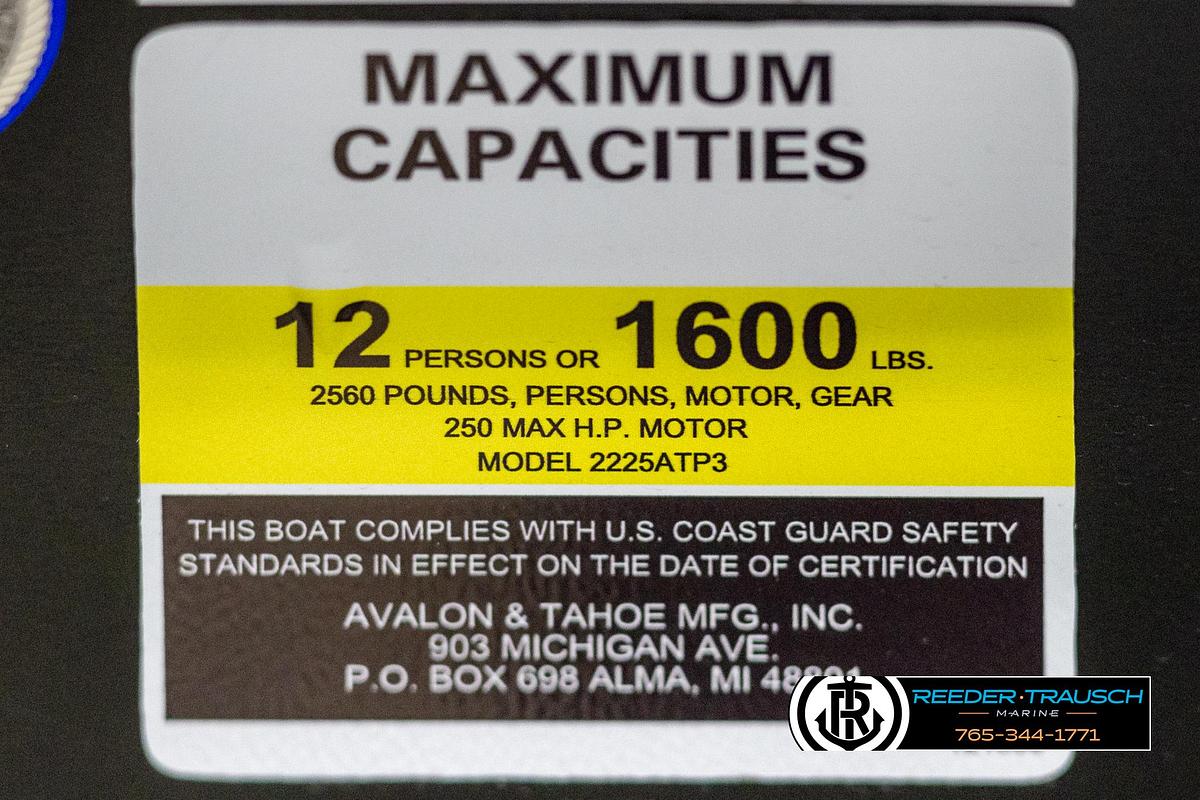 MAXIMUM
CAPACITIES
12 PERSONS OR 1600 LBS.
2560 POUNDS, PERSONS, MOTOR, GEAR
250 MAX H.P. MOTOR
MODEL 2225ATP3
THIS BOAT COMPLIES WITH U.S. COAST GUARD SAFETY
STANDARDS IN EFFECT ON THE DATE OF CERTIFICATION
AVALON & TAHOE MFG., INC.
903 MICHIGAN AVE.
P.O. BOX 698 ALMA, MI
REEDER·TRAUSCH
MARINE
765-344-1771